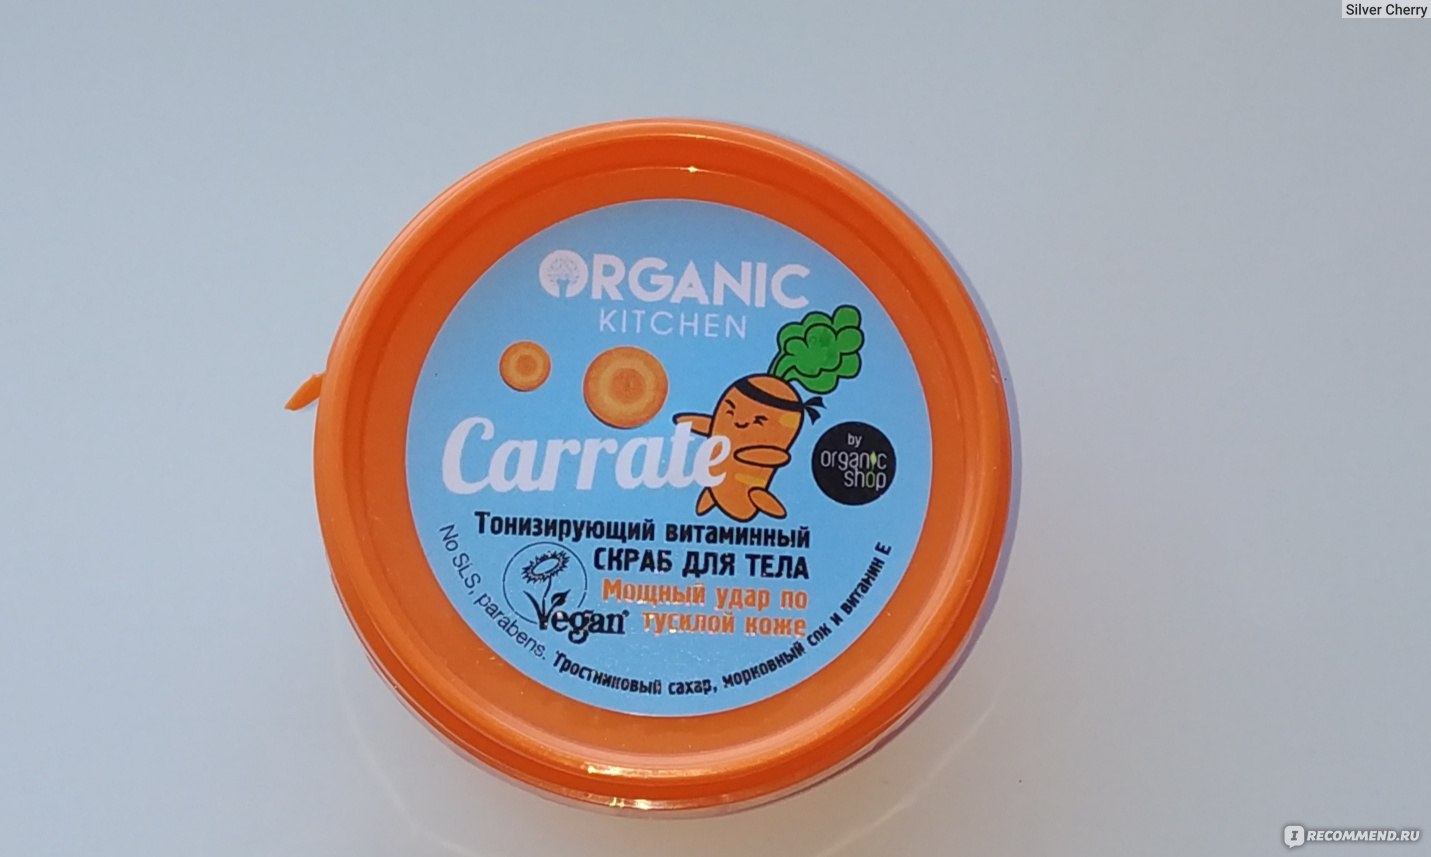 Silver Cherry
ORGANIC
KITCHEN
Carrate
by
organic
shop
Тонизирующий витаминный
СКРАБ ДЛЯ ТЕЛА
Мощный удар по
тусклой коже
Vegan
No SLS, parabens.
Тростниковый сахар, морковный сок и витамин Е
IRECOMMEND.RU